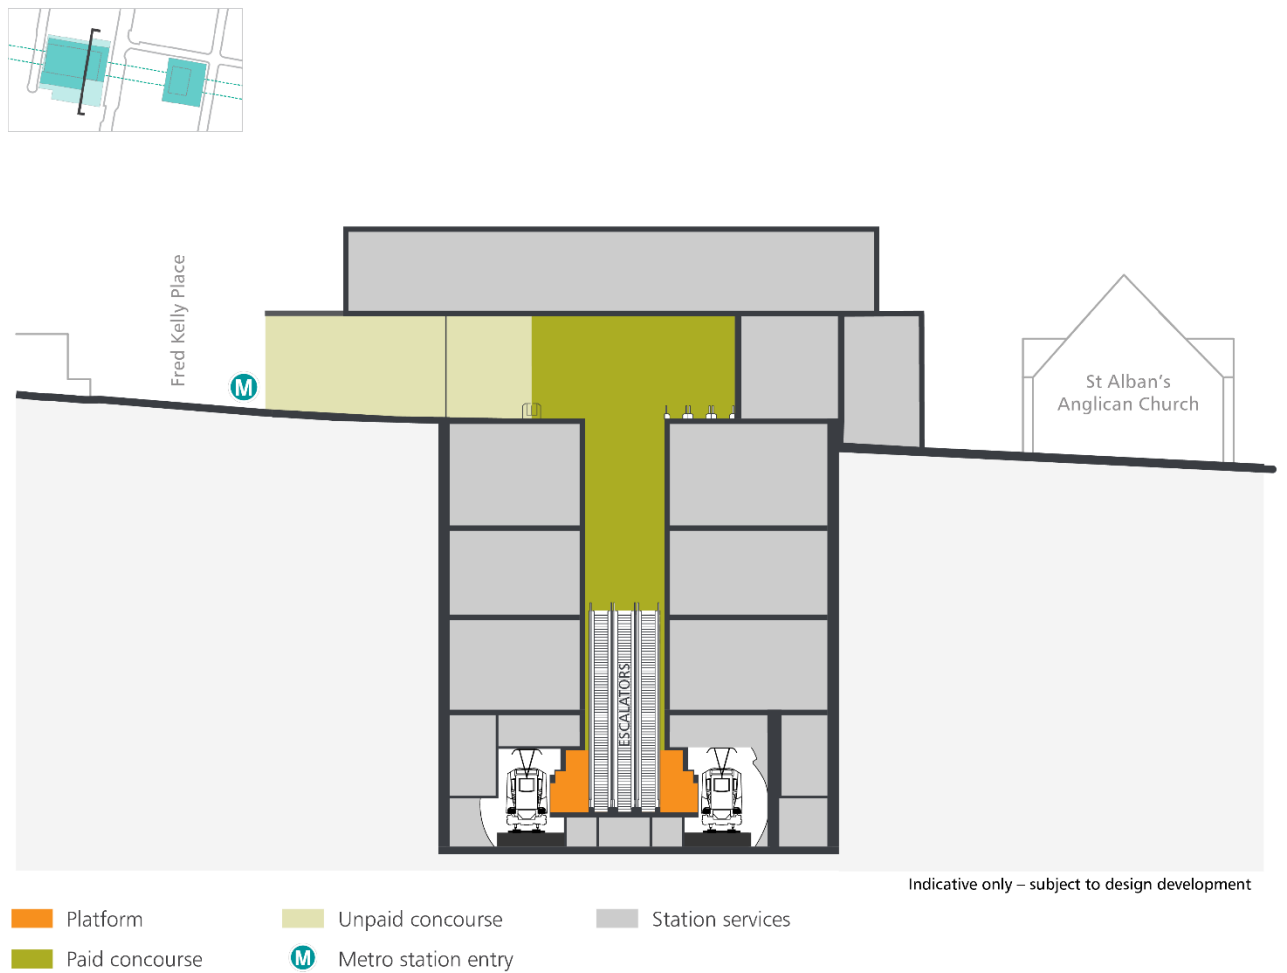 Fred Kelly Place
M
St Alban's
Anglican Church
ESCALATORS
Indicative only – subject to design development
Platform
Unpaid concourse
Station services
Paid concourse
M
Metro station entry